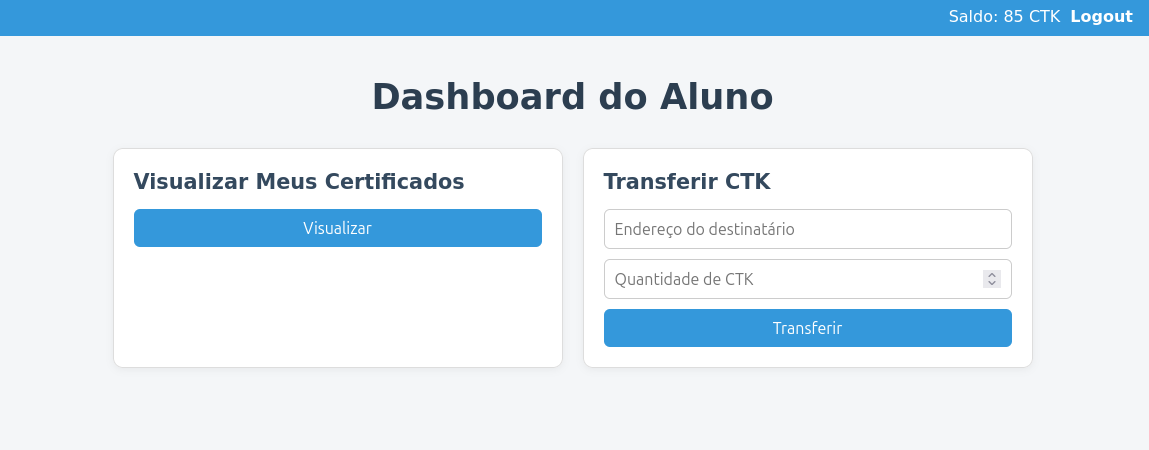 Saldo: 85 CTK Logout
Dashboard do Aluno
Visualizar Meus Certificados
Visualizar
Transferir CTK
Endereço do destinatário
Quantidade de CTK
Transferir